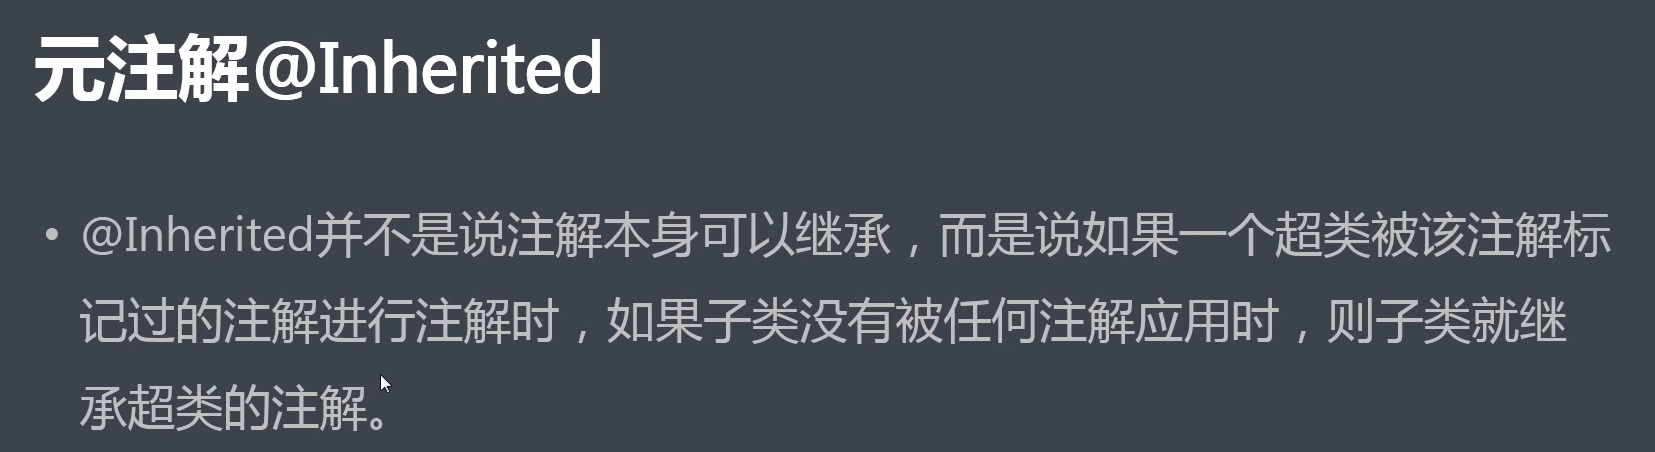 元注解@Inherited
• @Inherited并不是说注解本身可以继承，而是说如果一个超类被该注解标
记过的注解进行注解时，如果子类没有被任何注解应用时，则子类就继
承超类的注解。